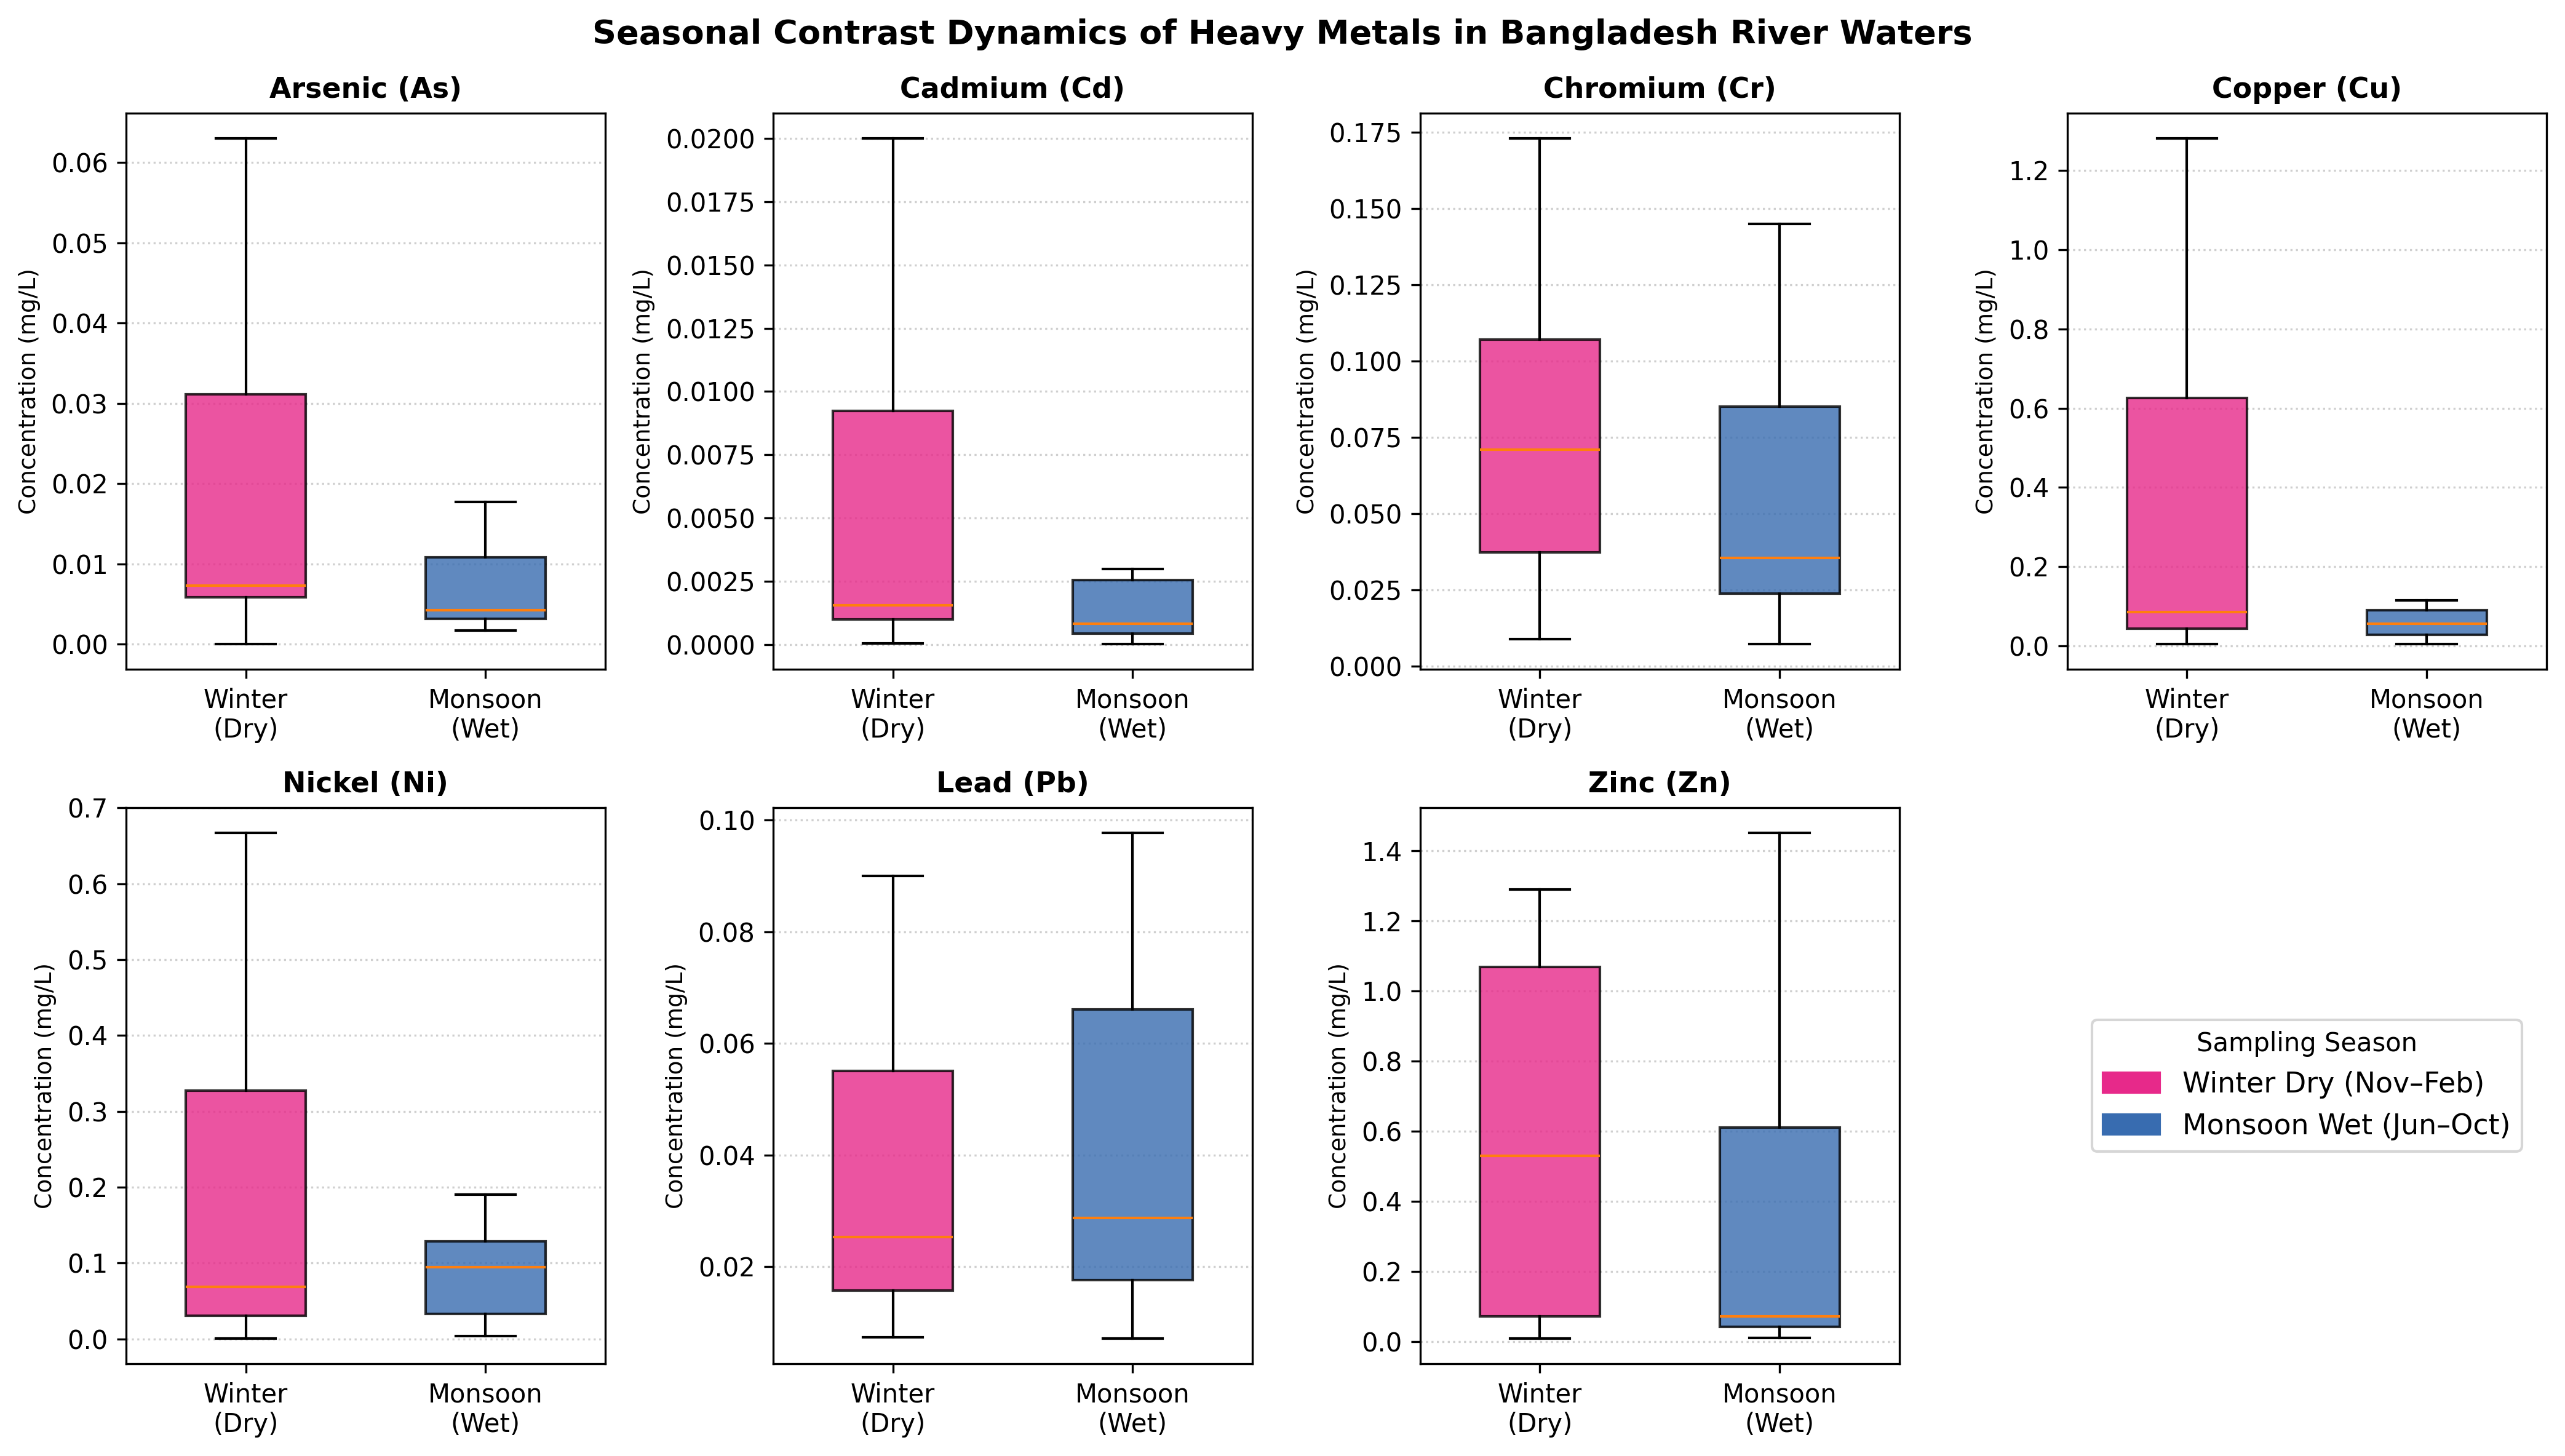 Seasonal Contrast Dynamics of Heavy Metals in Bangladesh River Waters
Arsenic (As)
Concentration (mg/L)
0.06
0.05
0.04
0.03
0.02
0.01
0.00
Winter
(Dry)
Monsoon
(Wet)
Cadmium (Cd)
Concentration (mg/L)
0.0200
0.0175
0.0150
0.0125
0.0100
0.0075
0.0050
0.0025
0.0000
Winter
(Dry)
Monsoon
(Wet)
Chromium (Cr)
Concentration (mg/L)
0.175
0.150
0.125
0.100
0.075
0.050
0.025
0.000
Winter
(Dry)
Monsoon
(Wet)
Copper (Cu)
Concentration (mg/L)
1.2
1.0
0.8
0.6
0.4
0.2
0.0
Winter
(Dry)
Monsoon
(Wet)
Nickel (Ni)
Concentration (mg/L)
0.7
0.6
0.5
0.4
0.3
0.2
0.1
0.0
Winter
(Dry)
Monsoon
(Wet)
Lead (Pb)
Concentration (mg/L)
0.10
0.08
0.06
0.04
0.02
Winter
(Dry)
Monsoon
(Wet)
Zinc (Zn)
Concentration (mg/L)
1.4
1.2
1.0
0.8
0.6
0.4
0.2
0.0
Winter
(Dry)
Monsoon
(Wet)
Sampling Season
Winter Dry (Nov–Feb)
Monsoon Wet (Jun–Oct)